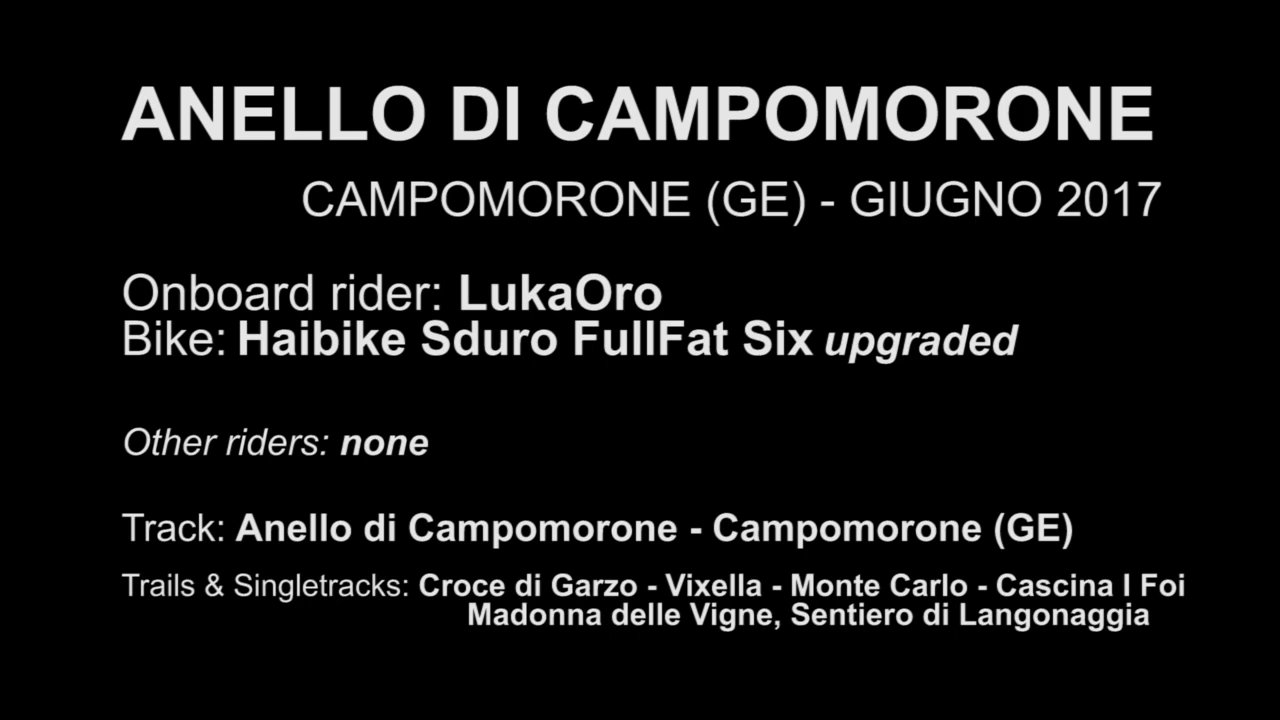 ANELLO DI CAMPOMORONE
CAMPOMORONE (GE) - GIUGNO 2017
Onboard rider: LukaOro
Bike: Haibike Sduro FullFat Six upgraded
Other riders: none
Track: Anello di Campomorone - Campomorone (GE)
Trails & Singletracks: Croce di Garzo - Vixella - Monte Carlo - Cascina I Foi
Madonna delle Vigne, Sentiero di Langonaggia